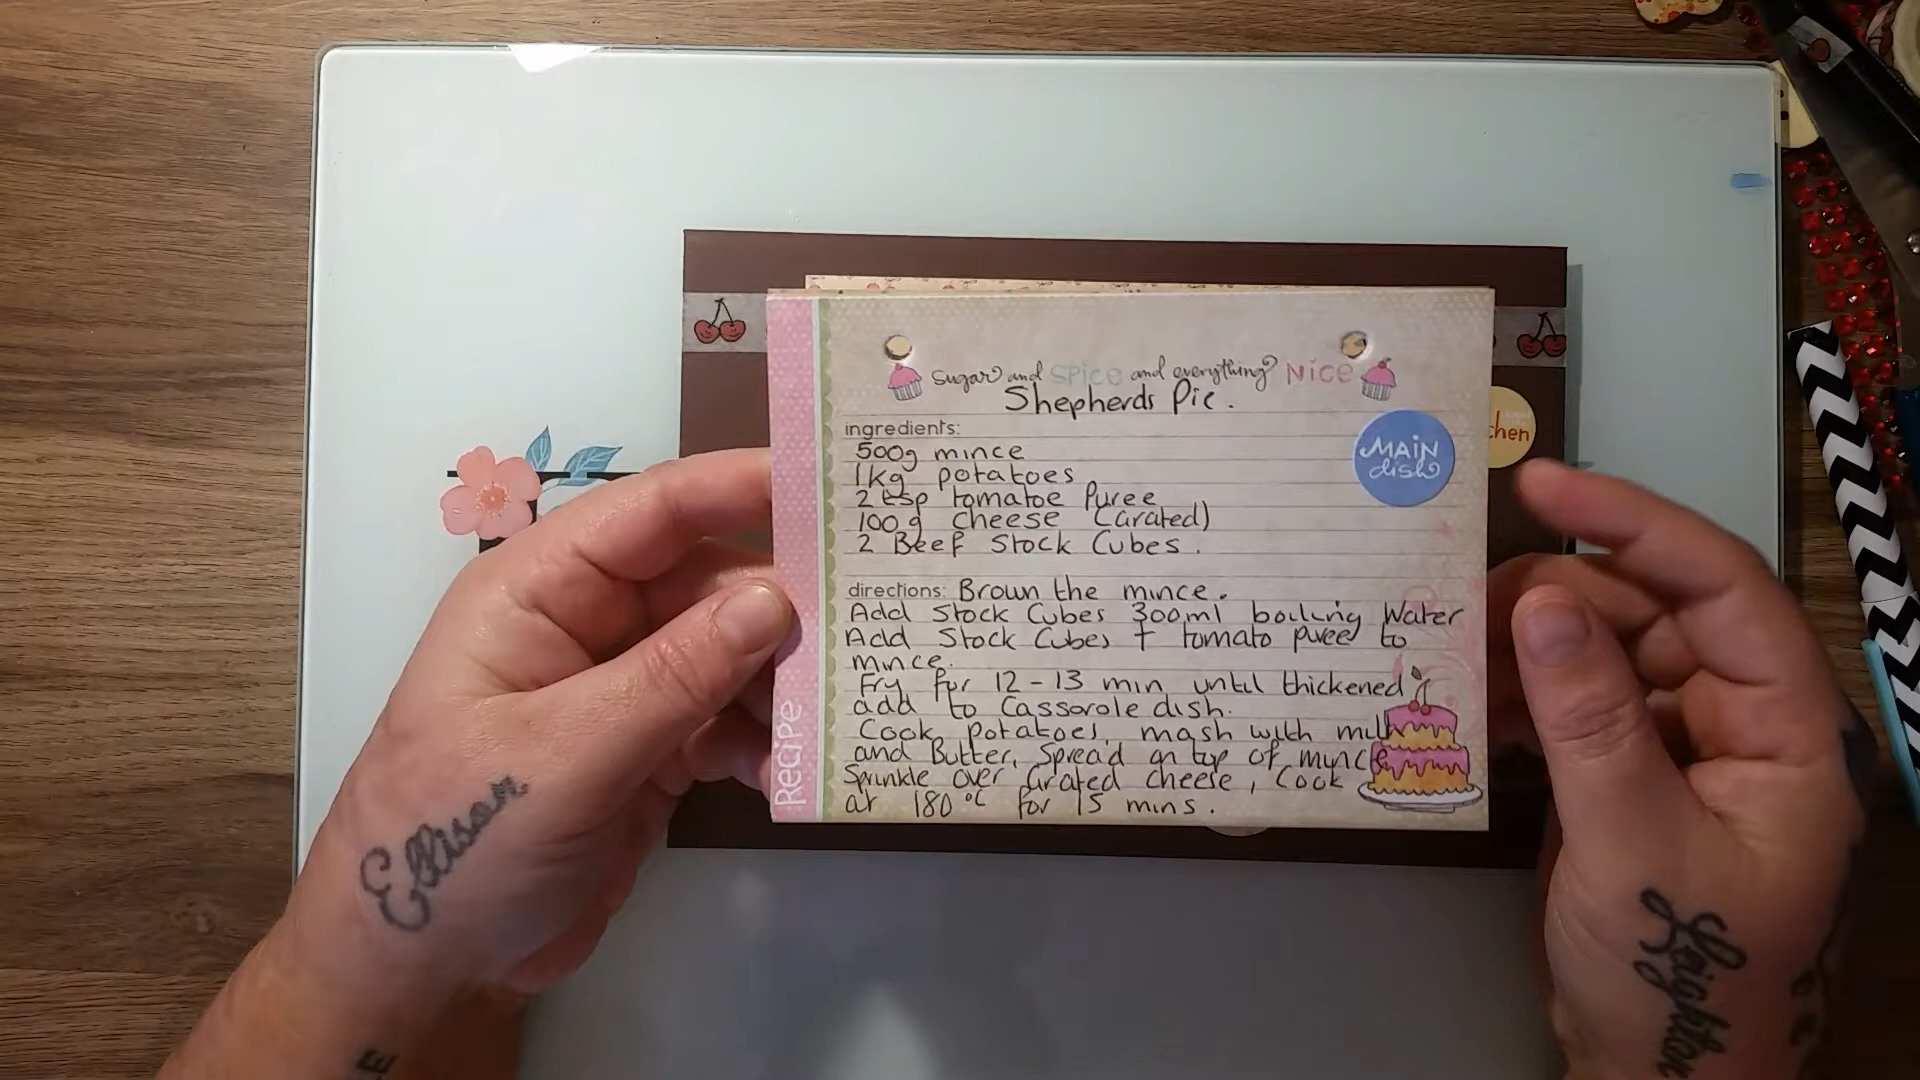 sugar and SPICE and everything NICE
Shepherds Pie.
ingredients:
MAIN
dish
500g mince
1kg potatoes
2 tsp tomatoe Puree
100g cheese (Grated)
2 Beef Stock Cubes.
directions: Brown the mince.
Add Stock Cubes 300ml boiling Water
Add Stock Cubes + tomato puree to
mince.
Fry for 12-13 min until thickened
add to Casserole dish.
Cook potatoes, mash with milk
and Butter, Spread on top of mince
Sprinkle over Grated cheese, Cook
at 180°C for 15 mins.
RECiPE
chen
Ellison
Leighton
E